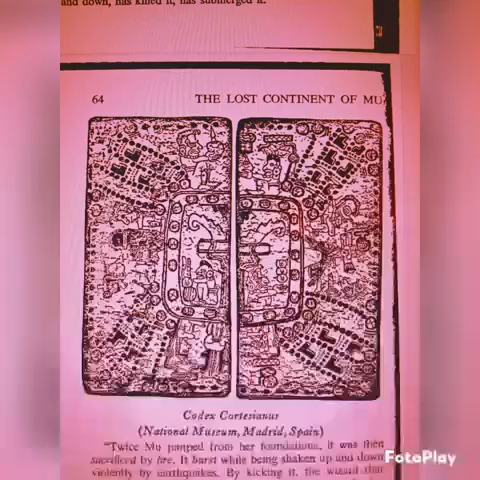 and down, has killed it, has submerged it.
64 THE LOST CONTINENT OF MU
Codex Cortesianus
(National Museum, Madrid, Spain)
"Twice Mu jumped from her foundations, it was then
sacrificed by fire. It burst while being shaken up and down
violently by earthquakes. By kicking it, the wizard that
FotoPlay